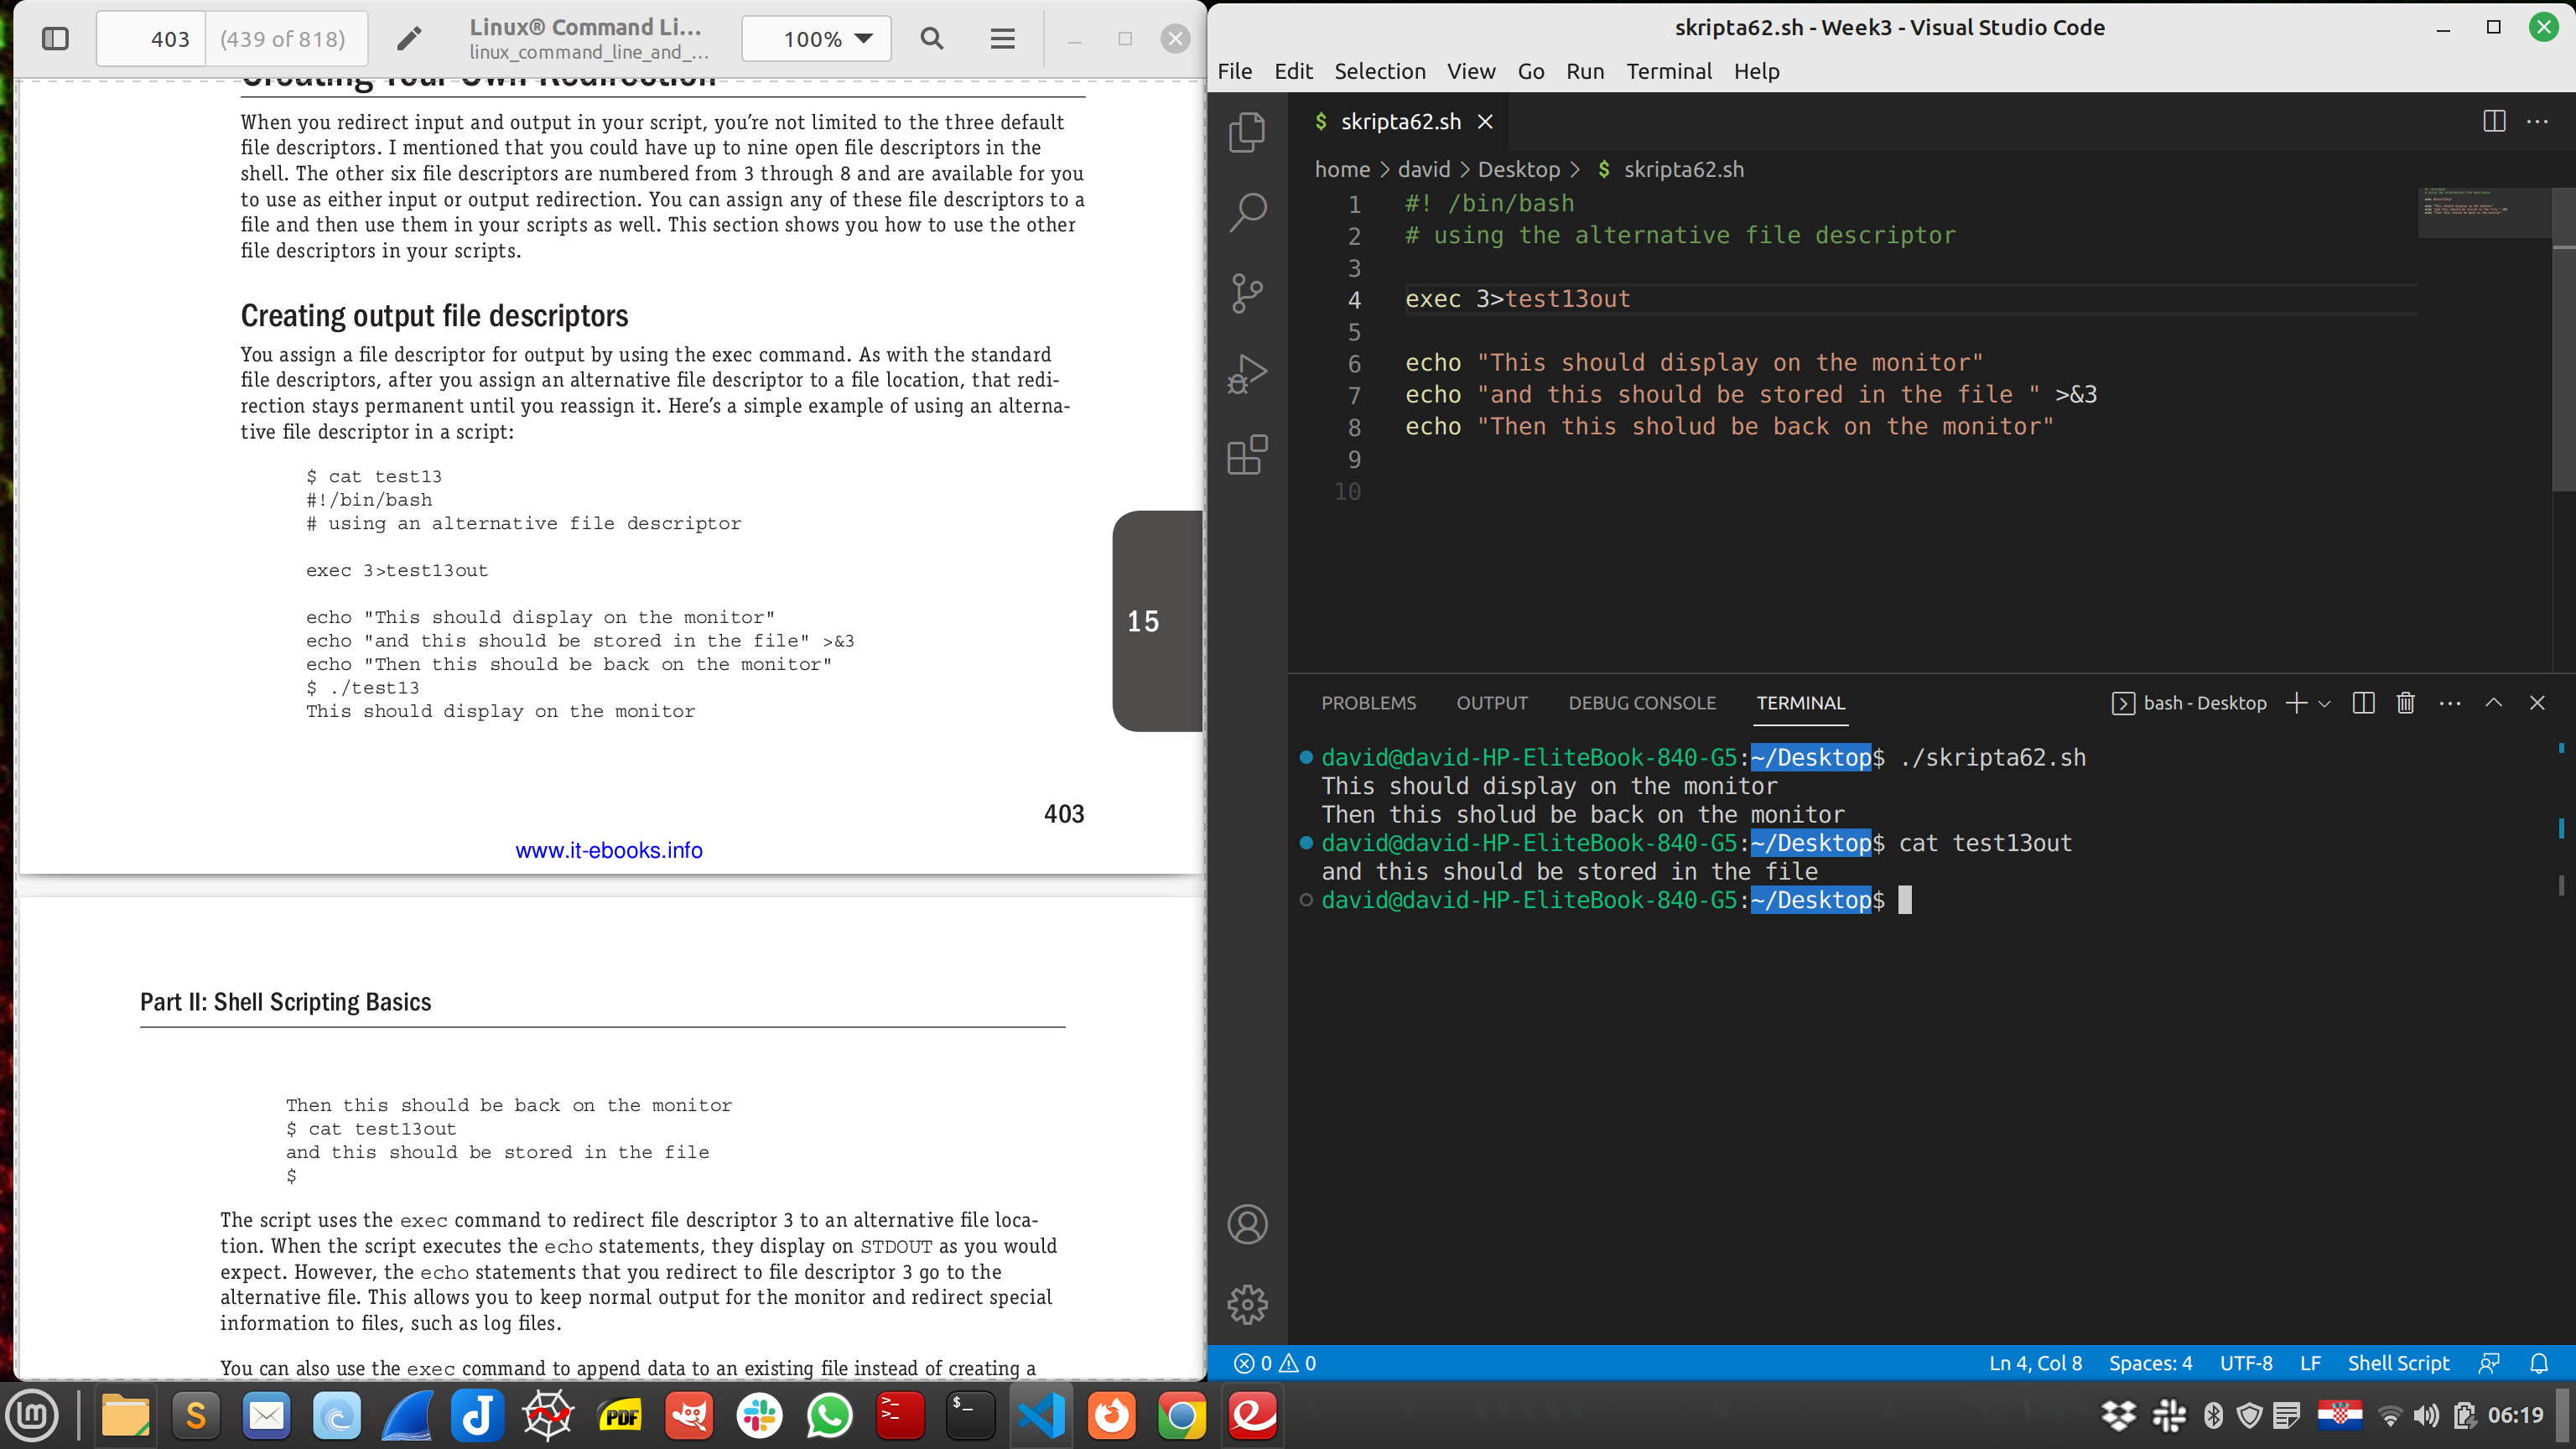 403
(439 of 818)
Linux® Command Li...
linux_command_line_and_...
100%
Creating Your Own Redirection
When you redirect input and output in your script, you’re not limited to the three default
file descriptors. I mentioned that you could have up to nine open file descriptors in the
shell. The other six file descriptors are numbered from 3 through 8 and are available for you
to use as either input or output redirection. You can assign any of these file descriptors to a
file and then use them in your scripts as well. This section shows you how to use the other
file descriptors in your scripts.
Creating output file descriptors
You assign a file descriptor for output by using the exec command. As with the standard
file descriptors, after you assign an alternative file descriptor to a file location, that redi-
rection stays permanent until you reassign it. Here’s a simple example of using an alterna-
tive file descriptor in a script:
$ cat test13
#!/bin/bash
# using an alternative file descriptor
exec 3>test13out
echo "This should display on the monitor"
echo "and this should be stored in the file" >&3
echo "Then this should be back on the monitor"
$ ./test13
This should display on the monitor
15
403
www.it-ebooks.info
Part II: Shell Scripting Basics
Then this should be back on the monitor
$ cat test13out
and this should be stored in the file
$
The script uses the exec command to redirect file descriptor 3 to an alternative file loca-
tion. When the script executes the echo statements, they display on STDOUT as you would
expect. However, the echo statements that you redirect to file descriptor 3 go to the
alternative file. This allows you to keep normal output for the monitor and redirect special
information to files, such as log files.
You can also use the exec command to append data to an existing file instead of creating a
skripta62.sh - Week3 - Visual Studio Code
File Edit Selection View Go Run Terminal Help
$ skripta62.sh
home > david > Desktop > $ skripta62.sh
1 #! /bin/bash
2 # using the alternative file descriptor
3
4 exec 3>test13out
5
6 echo "This should display on the monitor"
7 echo "and this should be stored in the file " >&3
8 echo "Then this sholud be back on the monitor"
9
10
PROBLEMS OUTPUT DEBUG CONSOLE TERMINAL
bash - Desktop
david@david-HP-EliteBook-840-G5:~/Desktop$ ./skripta62.sh
This should display on the monitor
Then this sholud be back on the monitor
david@david-HP-EliteBook-840-G5:~/Desktop$ cat test13out
and this should be stored in the file
david@david-HP-EliteBook-840-G5:~/Desktop$
0 0
Ln 4, Col 8 Spaces: 4 UTF-8 LF Shell Script
PDF
06:19